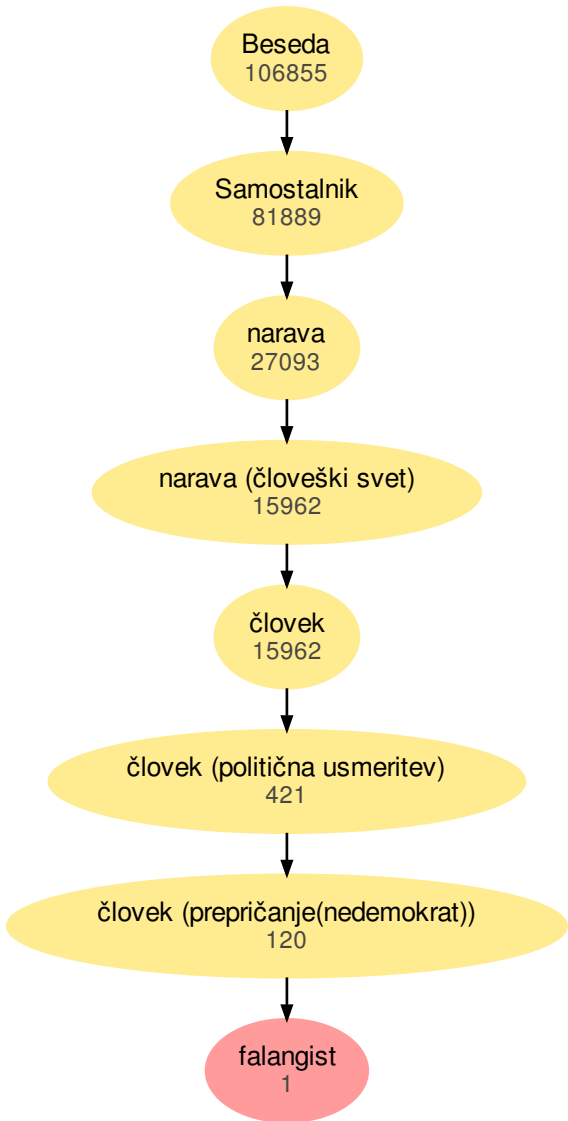 Beseda
106855
Samostalnik
81889
narava
27093
narava (človeški svet)
15962
človek
15962
človek (politična usmeritev)
421
človek (prepričanje(nedemokrat))
120
falangist
1